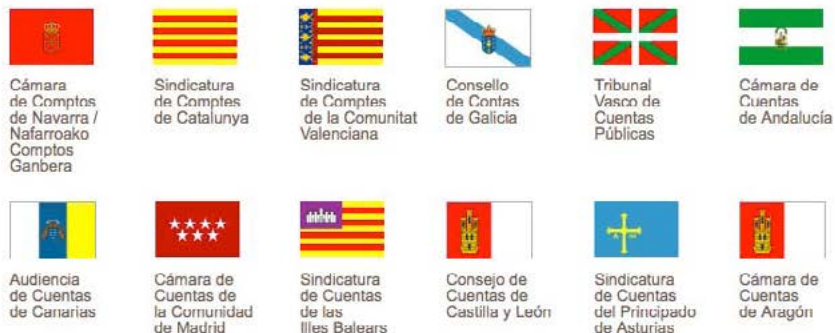 Cámara
de Comptos
de Navarra /
Nafarroako
Comptos
Ganbera
Sindicatura
de Comptes
de Catalunya
Sindicatura
de Comptes
de la Comunitat
Valenciana
Consello
de Contas
de Galicia
Tribunal
Vasco de
Cuentas
Públicas
Cámara de
Cuentas
de Andalucía
Audiencia
de Cuentas
de Canarias
Cámara de
Cuentas de
la Comunidad
de Madrid
Sindicatura
de Cuentas
de las
Illes Balears
Consejo de
Cuentas de
Castilla y León
Sindicatura
de Cuentas
del Principado
de Asturias
Cámara de
Cuentas
de Aragón